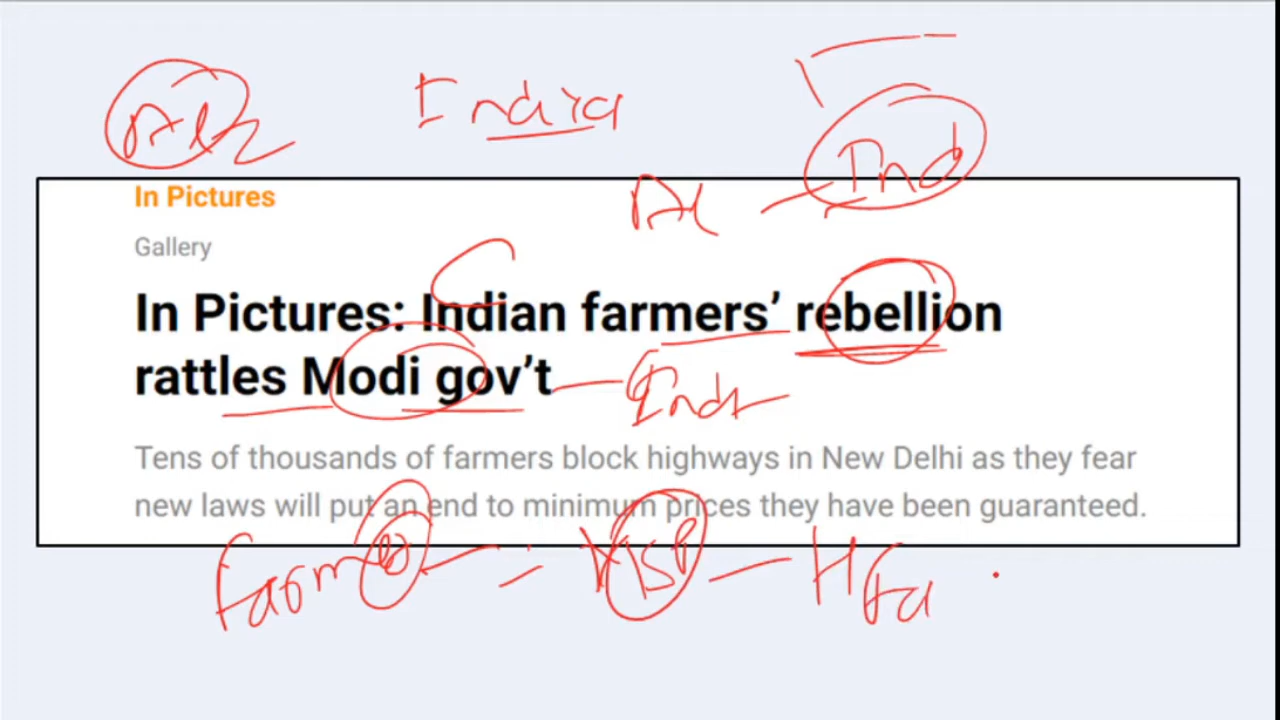 India
Ind
In Pictures
Gallery
In Pictures: Indian farmers’ rebellion
rattles Modi gov’t
Tens of thousands of farmers block highways in New Delhi as they fear
new laws will put an end to minimum prices they have been guaranteed.
MSP